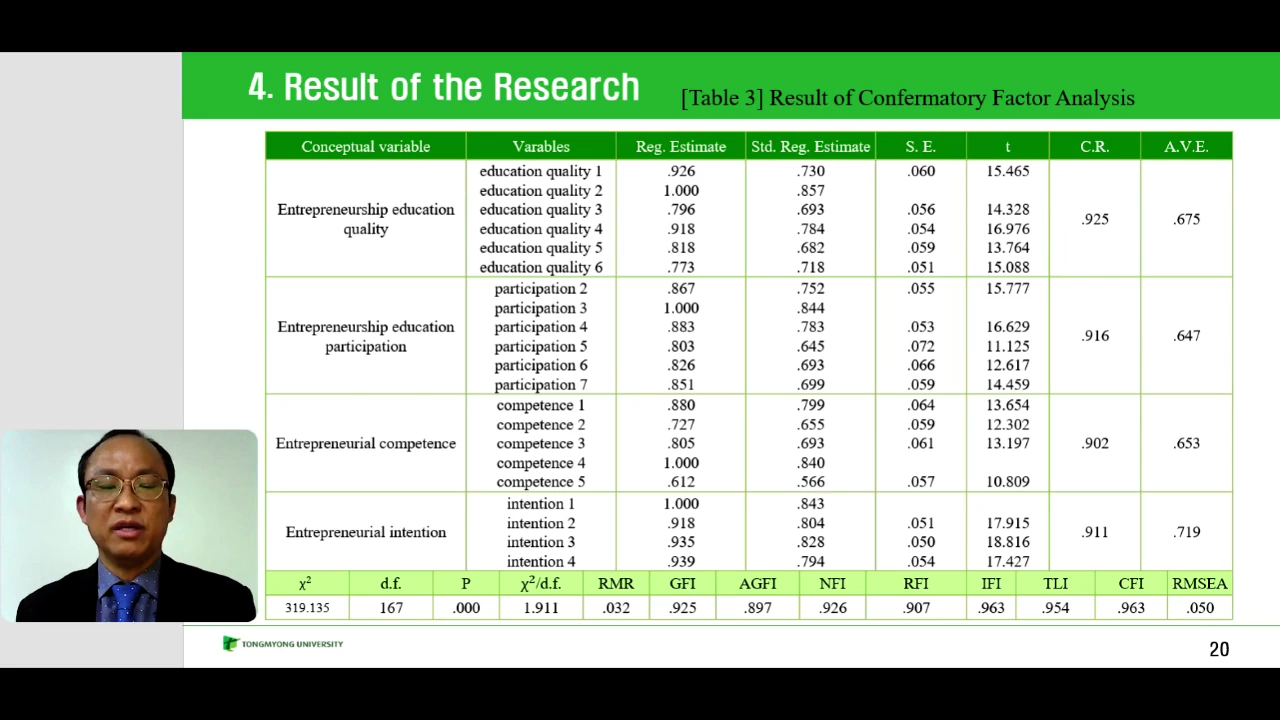 4. Result of the Research
[Table 3] Result of Confermatory Factor Analysis
Conceptual variable Varables Reg. Estimate Std. Reg. Estimate S. E. t C.R. A.V.E.
Entrepreneurship education quality .925 .675
education quality 1 .926 .730 .060 15.465
education quality 2 1.000 .857
education quality 3 .796 .693 .056 14.328
education quality 4 .918 .784 .054 16.976
education quality 5 .818 .682 .059 13.764
education quality 6 .773 .718 .051 15.088
Entrepreneurship education participation .916 .647
participation 2 .867 .752 .055 15.777
participation 3 1.000 .844
participation 4 .883 .783 .053 16.629
participation 5 .803 .645 .072 11.125
participation 6 .826 .693 .066 12.617
participation 7 .851 .699 .059 14.459
Entrepreneurial competence .902 .653
competence 1 .880 .799 .064 13.654
competence 2 .727 .655 .059 12.302
competence 3 .805 .693 .061 13.197
competence 4 1.000 .840
competence 5 .612 .566 .057 10.809
Entrepreneurial intention .911 .719
intention 1 1.000 .843
intention 2 .918 .804 .051 17.915
intention 3 .935 .828 .050 18.816
intention 4 .939 .794 .054 17.427
χ² d.f. P χ²/d.f. RMR GFI AGFI NFI RFI IFI TLI CFI RMSEA
319.135 167 .000 1.911 .032 .925 .897 .926 .907 .963 .954 .963 .050
TONGMYONG UNIVERSITY
20